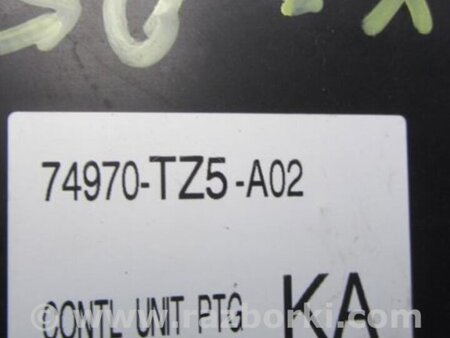 74970-TZ5-A02
CONTL UNIT PTG KA
www.razborki.com